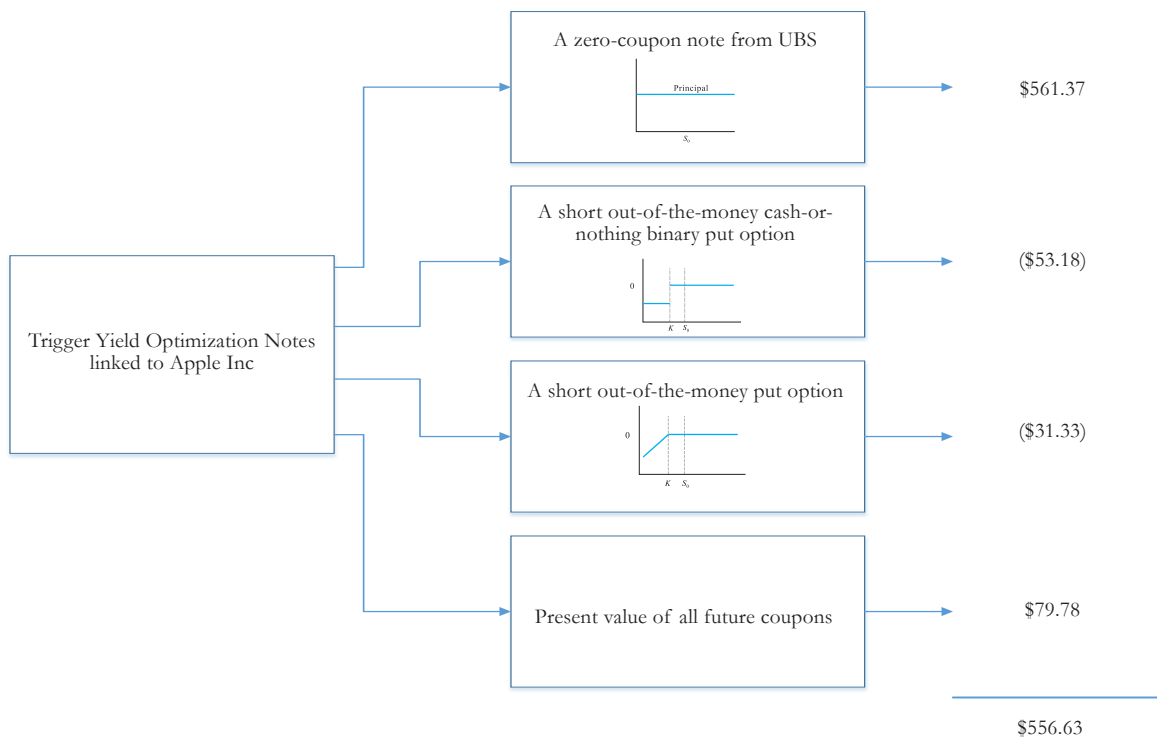 A zero-coupon note from UBS
Principal
S₀
$561.37
A short out-of-the-money cash-or-
nothing binary put option
0
K S₀
($53.18)
Trigger Yield Optimization Notes
linked to Apple Inc
A short out-of-the-money put option
0
K S₀
($31.33)
Present value of all future coupons
$79.78
$556.63